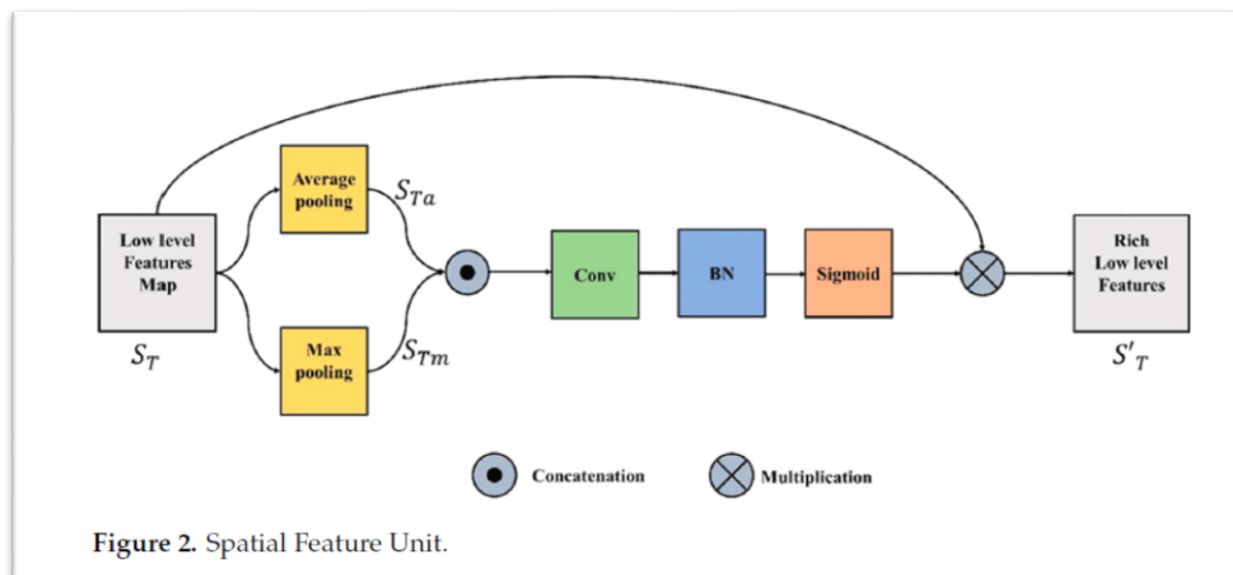 Average
pooling
S_Ta
Low level
Features
Map
S_T
Max
pooling
S_Tm
Conv
BN
Sigmoid
Rich
Low level
Features
S'_T
Concatenation
Multiplication
Figure 2. Spatial Feature Unit.